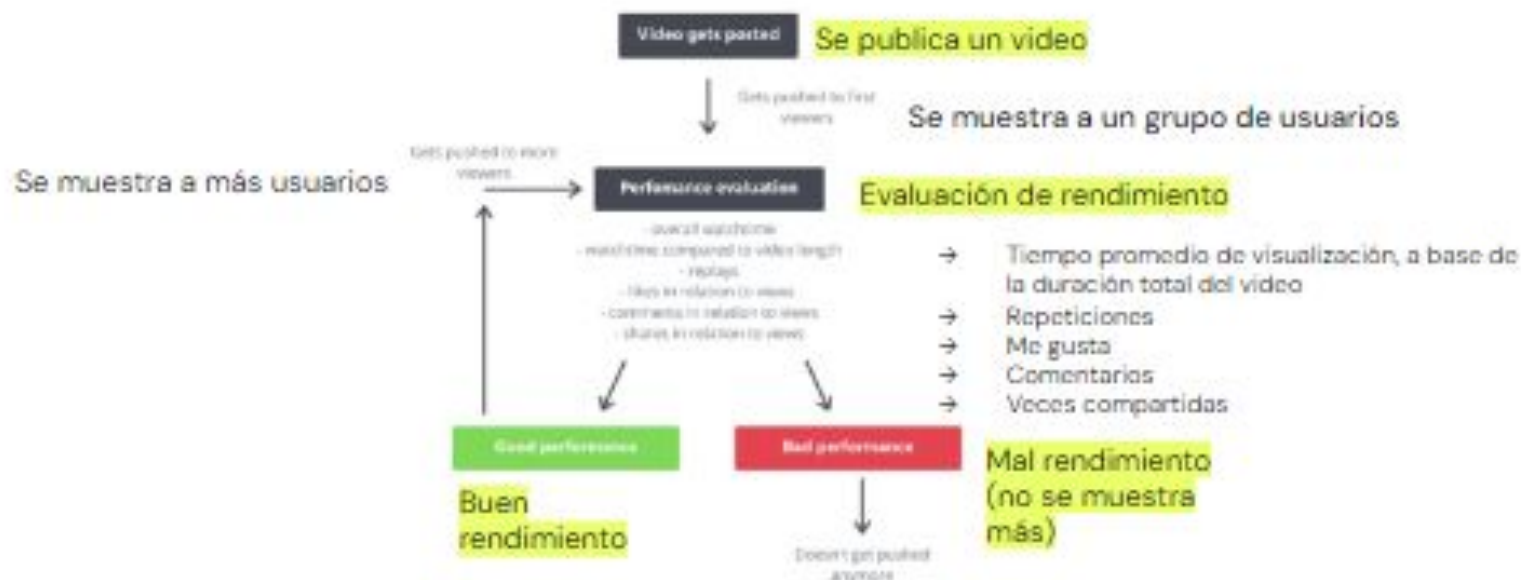 Video gets posted
Se publica un video
Gets pushed to first
viewers
Se muestra a un grupo de usuarios
Gets pushed to more
viewers
Se muestra a más usuarios
Perfomance evaluation
Evaluación de rendimiento
- overall watchtime
- watchtime compared to video length
- replays
- likes in relation to views
- comments in relation to views
- shares in relation to views
→ Tiempo promedio de visualización, a base de
la duración total del video
→ Repeticiones
→ Me gusta
→ Comentarios
→ Veces compartidas
Good performance
Bad performance
Buen
rendimiento
Mal rendimiento
(no se muestra
más)
Doesn't get pushed
anymore